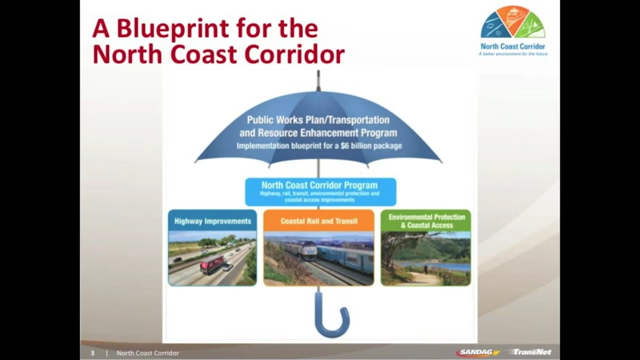 A Blueprint for the
North Coast Corridor
North Coast Corridor
A better environment for the future
Public Works Plan/Transportation
and Resource Enhancement Program
Implementation blueprint for a $6 billion package
North Coast Corridor Program
Highway, rail, transit, environmental protection and
coastal access improvements
Highway Improvements
Coastal Rail and Transit
Environmental Protection
& Coastal Access
3 | North Coast Corridor
SANDAG
TransNet